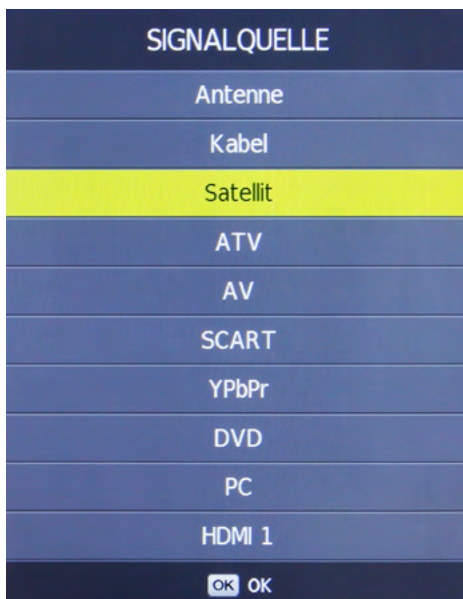 SIGNALQUELLE
Antenne
Kabel
Satellit
ATV
AV
SCART
YPbPr
DVD
PC
HDMI 1
OK OK